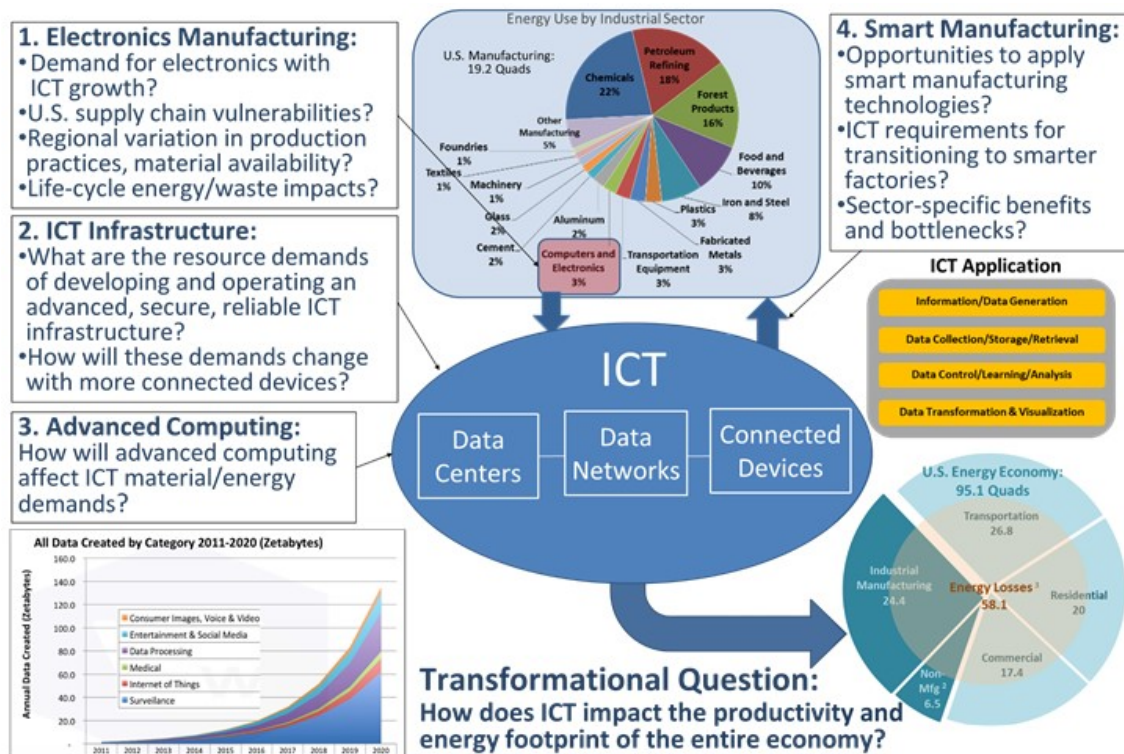 1. Electronics Manufacturing:
•Demand for electronics with
ICT growth?
•U.S. supply chain vulnerabilities?
•Regional variation in production
practices, material availability?
•Life-cycle energy/waste impacts?
2. ICT Infrastructure:
•What are the resource demands
of developing and operating an
advanced, secure, reliable ICT
infrastructure?
•How will these demands change
with more connected devices?
3. Advanced Computing:
How will advanced computing
affect ICT material/energy
demands?
Energy Use by Industrial Sector
U.S. Manufacturing:
19.2 Quads
Petroleum
Refining
18%
Chemicals
22%
Forest
Products
16%
Other
Manufacturing
5%
Foundries
1%
Food and
Beverages
10%
Textiles
1%
Machinery
1%
Iron and Steel
8%
Glass
2%
Aluminum
2%
Plastics
3%
Cement
2%
Fabricated
Metals
3%
Computers and
Electronics
3%
Transportation
Equipment
3%
4. Smart Manufacturing:
•Opportunities to apply
smart manufacturing
technologies?
•ICT requirements for
transitioning to smarter
factories?
•Sector-specific benefits
and bottlenecks?
ICT Application
Information/Data Generation
Data Collection/Storage/Retrieval
Data Control/Learning/Analysis
Data Transformation & Visualization
ICT
Data
Centers
Data
Networks
Connected
Devices
All Data Created by Category 2011-2020 (Zetabytes)
Annual Data Created (Zetabytes)
160.0
140.0
120.0
100.0
80.0
60.0
40.0
20.0
-
Consumer Images, Voice & Video
Entertainment & Social Media
Data Processing
Medical
Internet of Things
Surveilance
2011 2012 2013 2014 2015 2016 2017 2018 2019 2020
U.S. Energy Economy:
95.1 Quads
Transportation
26.8
Industrial
Manufacturing
24.4
Energy Losses ¹
58.1
Residential
20
Commercial
17.4
Non
Mfg ²
6.5
Transformational Question:
How does ICT impact the productivity and
energy footprint of the entire economy?